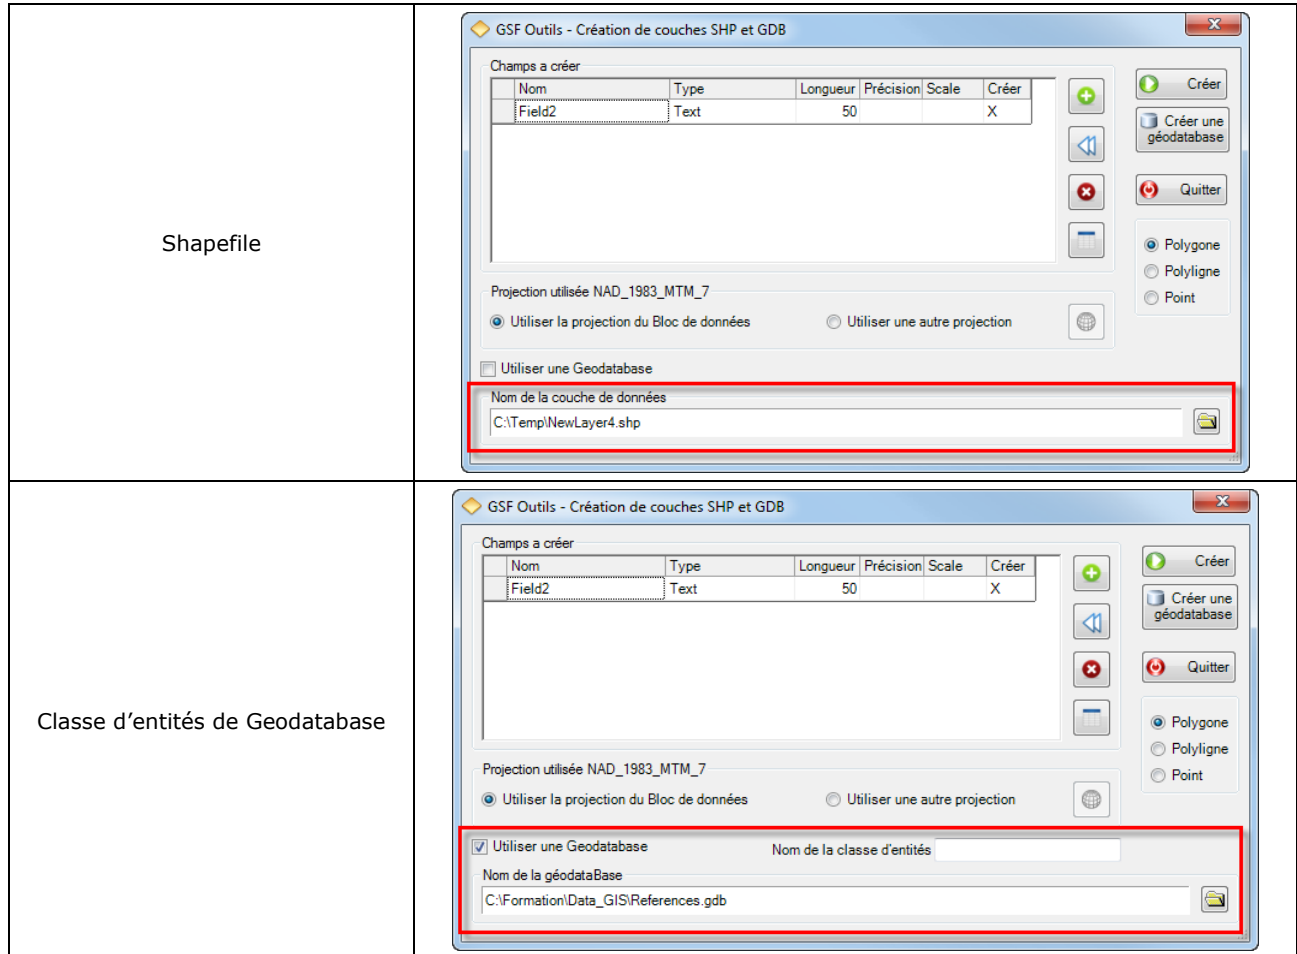 Shapefile
GSF Outils - Création de couches SHP et GDB
Champs a créer
Nom Type Longueur Précision Scale Créer
Field2 Text 50 X
Créer
Créer une
géodatabase
Quitter
Polygone
Polyligne
Point
Projection utilisée NAD_1983_MTM_7
Utiliser la projection du Bloc de données Utiliser une autre projection
Utiliser une Geodatabase
Nom de la couche de données
C:\Temp\NewLayer4.shp
Classe d’entités de Geodatabase
GSF Outils - Création de couches SHP et GDB
Champs a créer
Nom Type Longueur Précision Scale Créer
Field2 Text 50 X
Créer
Créer une
géodatabase
Quitter
Polygone
Polyligne
Point
Projection utilisée NAD_1983_MTM_7
Utiliser la projection du Bloc de données Utiliser une autre projection
Utiliser une Geodatabase Nom de la classe d'entités
Nom de la géodataBase
C:\Formation\Data_GIS\References.gdb